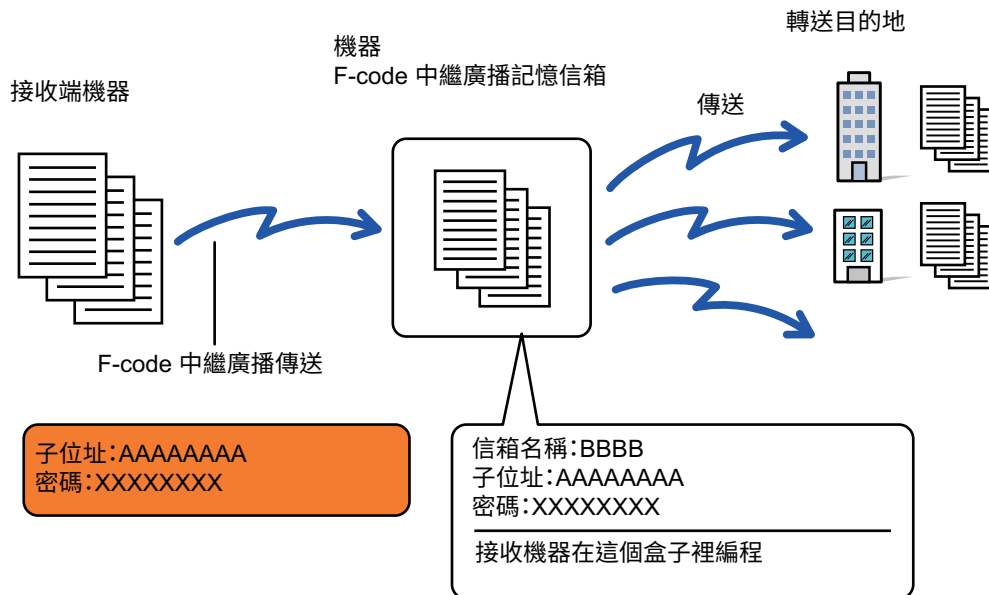 轉送目的地
機器
F-code 中繼廣播記憶信箱
接收端機器
傳送
F-code 中繼廣播傳送
子位址:AAAAAAAA
密碼:XXXXXXXX
信箱名稱:BBBB
子位址:AAAAAAAA
密碼:XXXXXXXX
接收機器在這個盒子裡編程